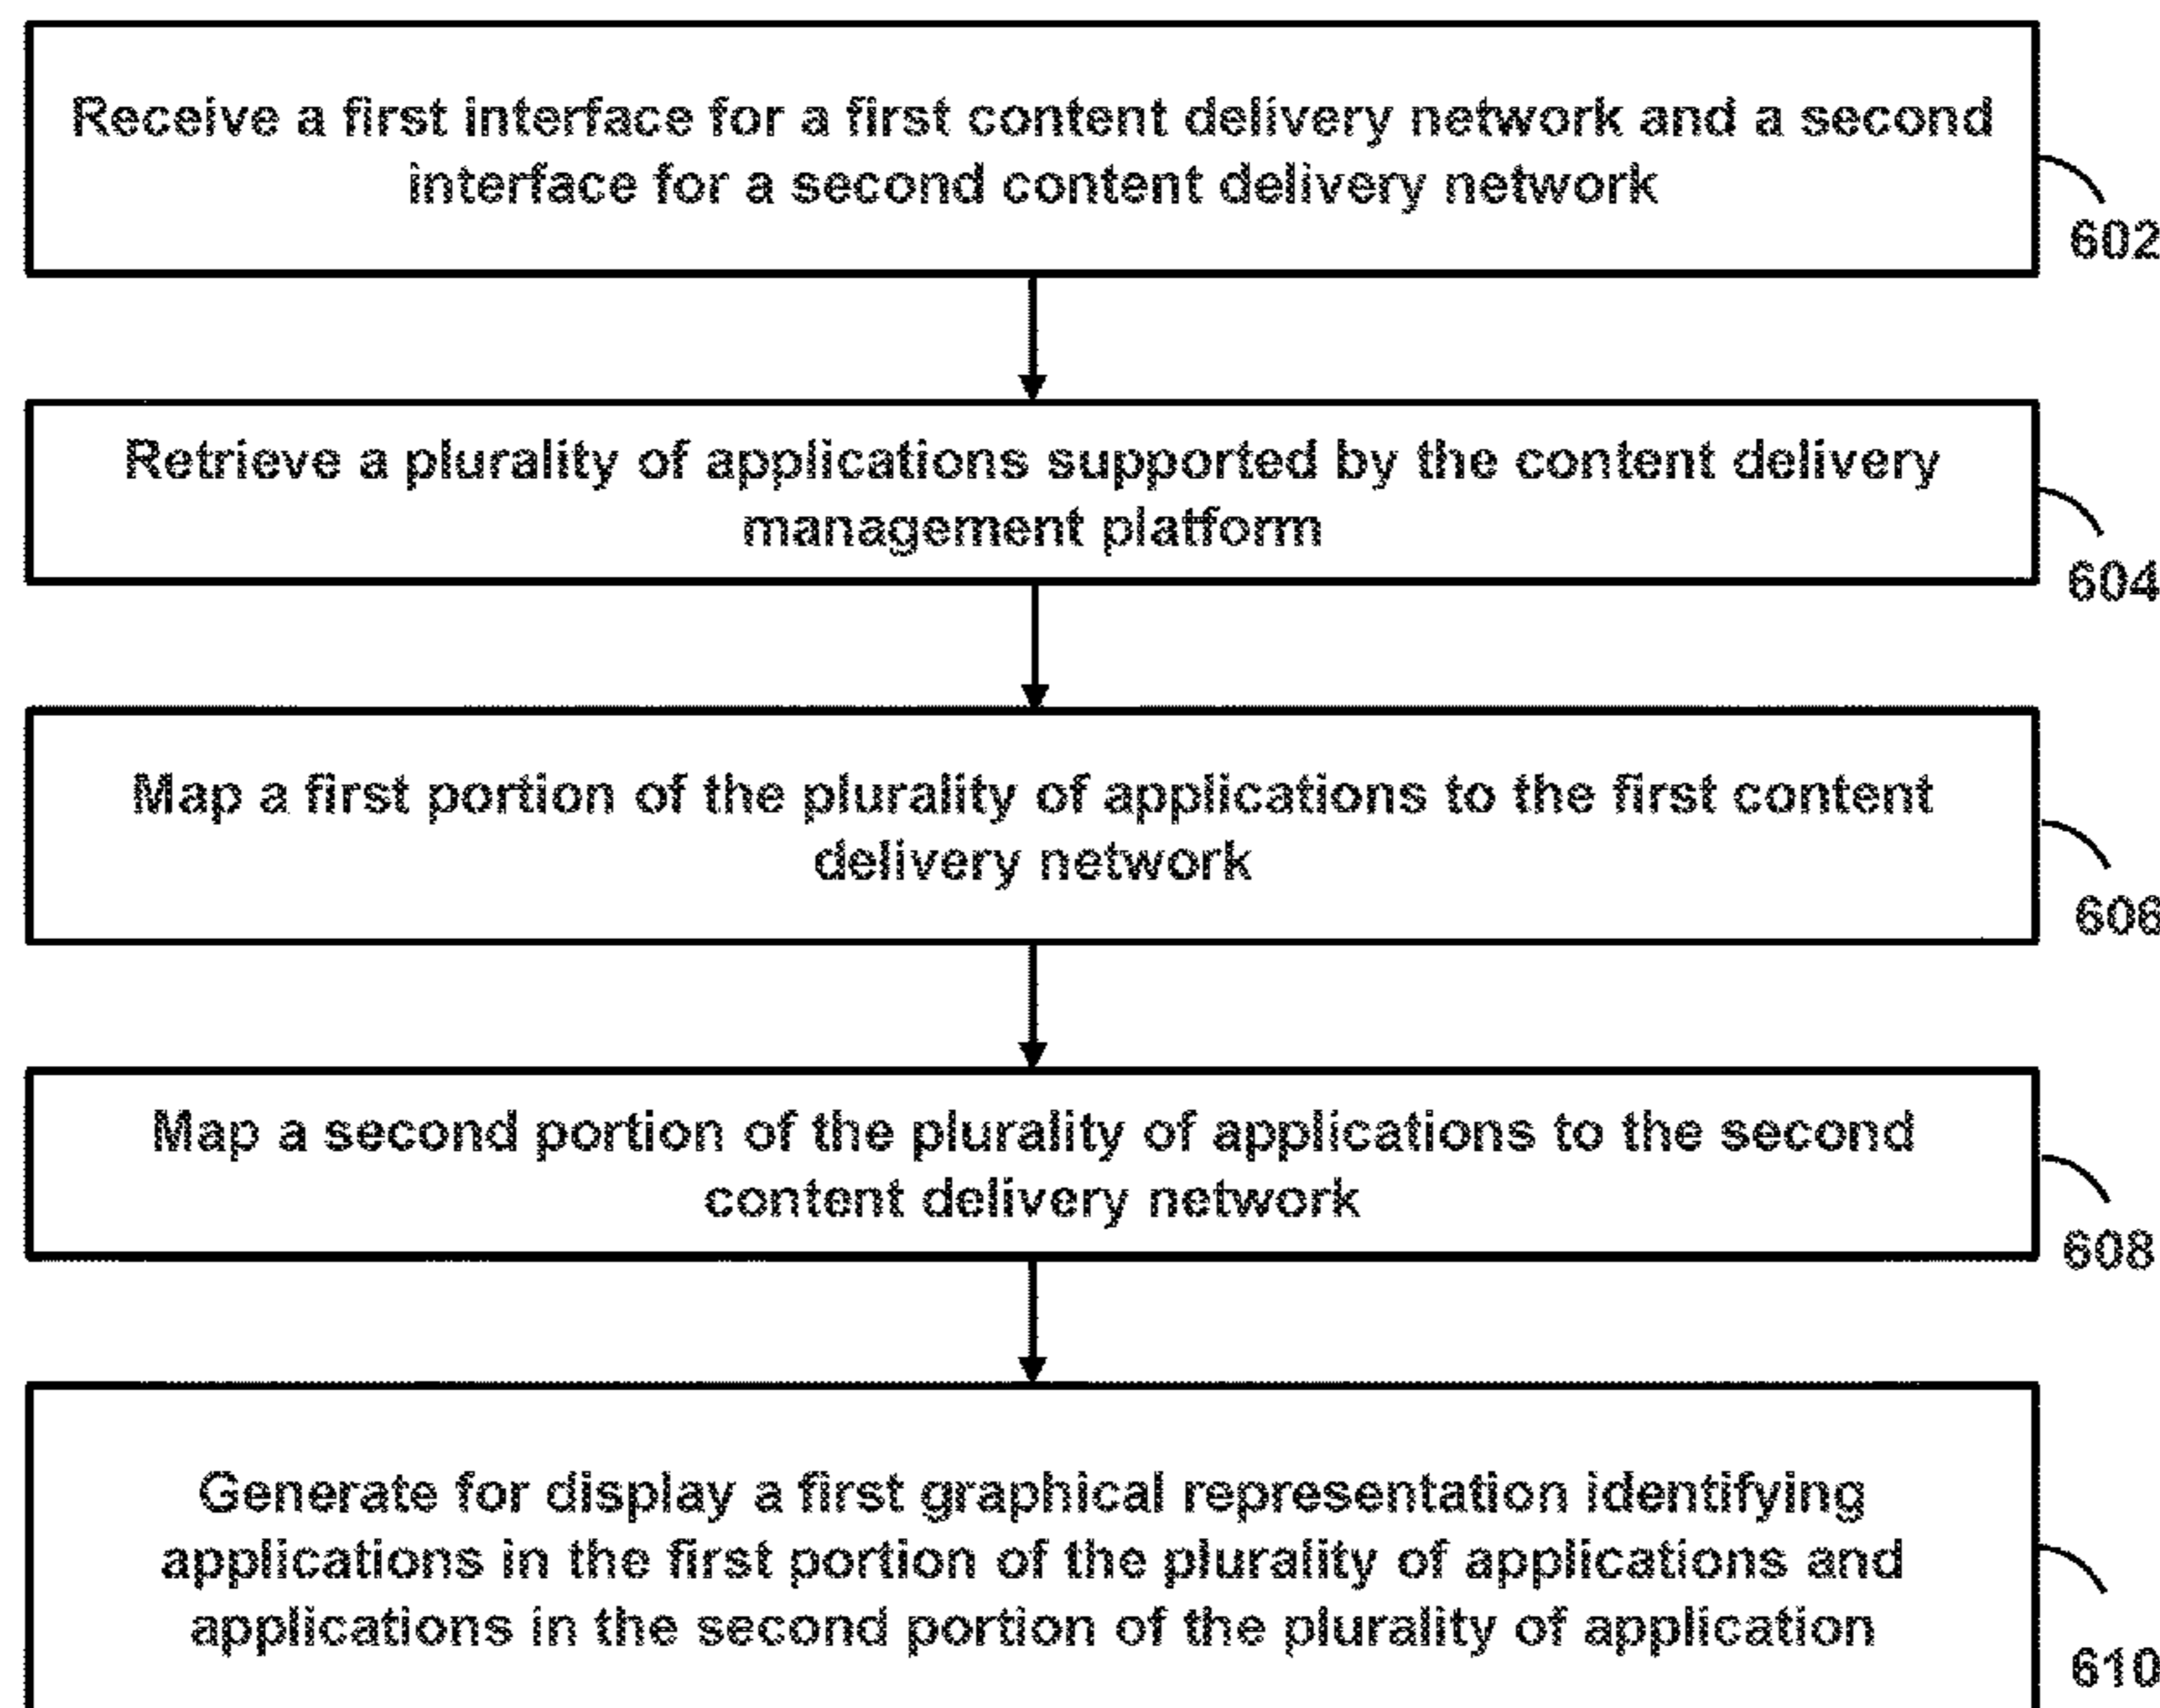 Receive a first interface for a first content delivery network and a second
interface for a second content delivery network
602
Retrieve a plurality of applications supported by the content delivery
management platform
604
Map a first portion of the plurality of applications to the first content
delivery network
606
Map a second portion of the plurality of applications to the second
content delivery network
608
Generate for display a first graphical representation identifying
applications in the first portion of the plurality of applications and
applications in the second portion of the plurality of application
610